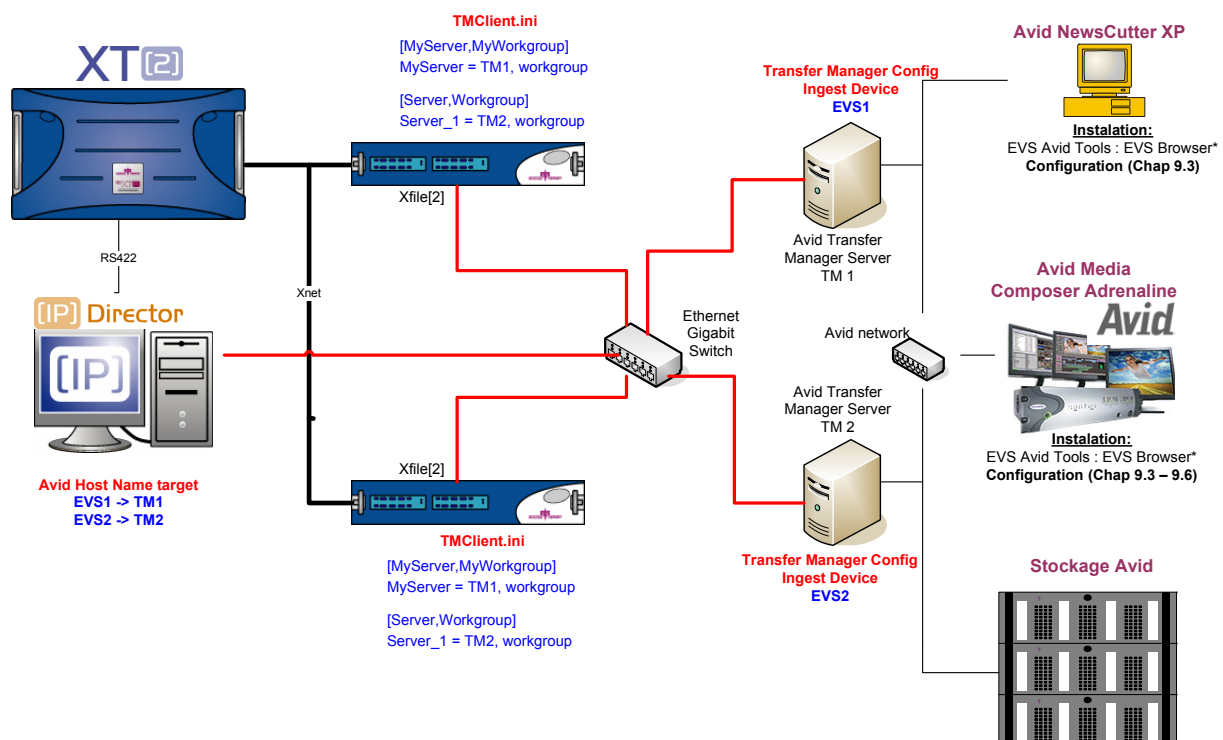 XT[2]
TMClient.ini
[MyServer,MyWorkgroup]
MyServer = TM1, workgroup
[Server,Workgroup]
Server_1 = TM2, workgroup
Xfile[2]
RS422
Xnet
[IP] Director
[IP]
Avid Host Name target
EVS1 -> TM1
EVS2 -> TM2
Xfile[2]
TMClient.ini
[MyServer,MyWorkgroup]
MyServer = TM1, workgroup
[Server,Workgroup]
Server_1 = TM2, workgroup
Ethernet
Gigabit
Switch
Transfer Manager Config
Ingest Device
EVS1
Avid Transfer
Manager Server
TM 1
Avid Transfer
Manager Server
TM 2
Transfer Manager Config
Ingest Device
EVS2
Avid network
Avid NewsCutter XP
Instalation:
EVS Avid Tools : EVS Browser*
Configuration (Chap 9.3)
Avid Media
Composer Adrenaline
Avid
Instalation:
EVS Avid Tools : EVS Browser*
Configuration (Chap 9.3 – 9.6)
Stockage Avid